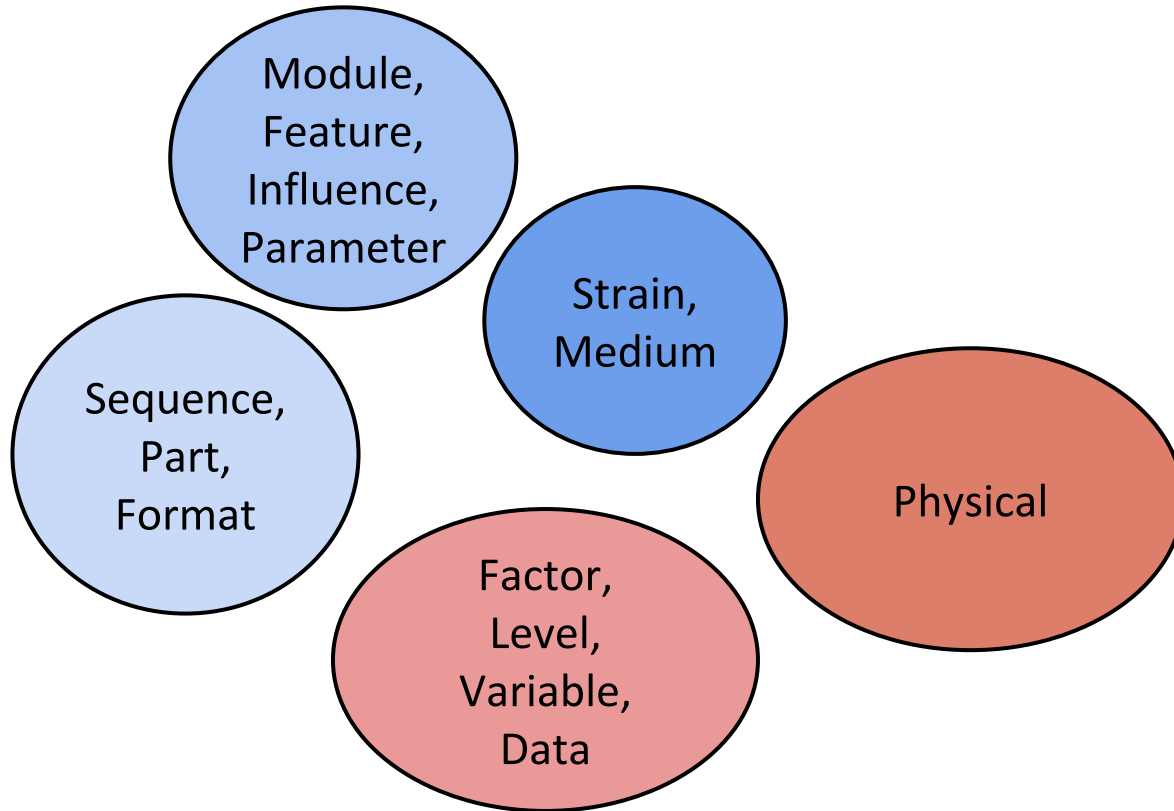 Module,
Feature,
Influence,
Parameter
Strain,
Medium
Sequence,
Part,
Format
Physical
Factor,
Level,
Variable,
Data